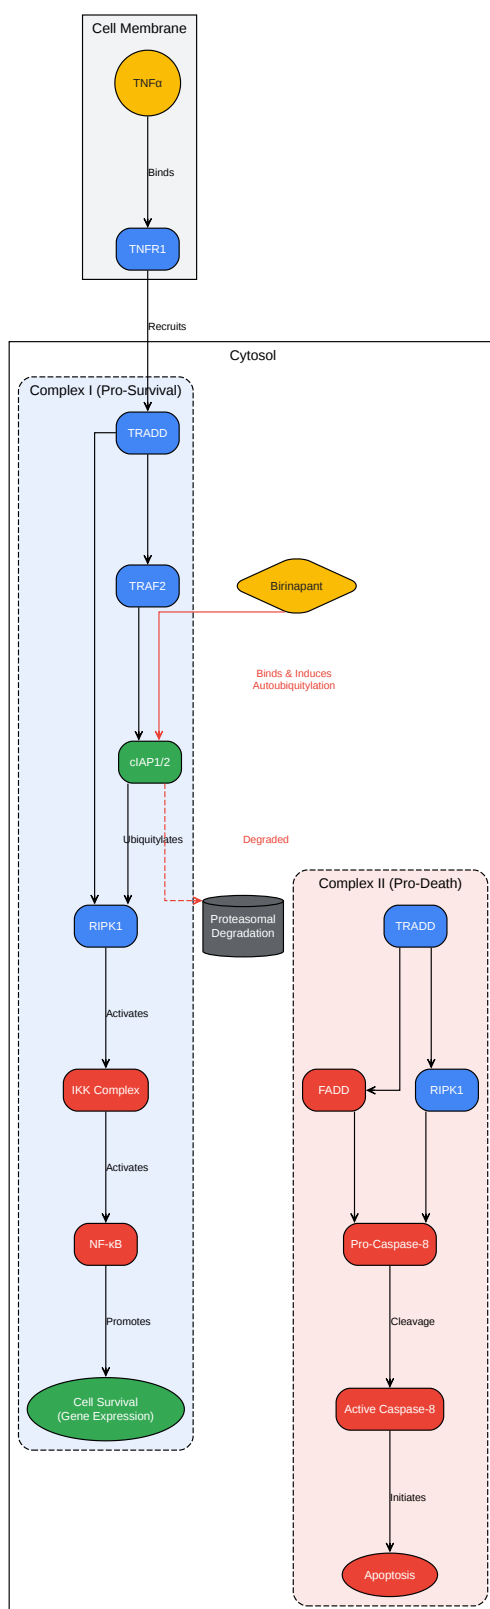 Cell Membrane
TNFα
Binds
TNFR1
Recruits
Cytosol
Complex I (Pro-Survival)
TRADD
TRAF2
Birinapant
Binds & Induces
Autoubiquitylation
cIAP1/2
Ubiquitylates
Degraded
Proteasomal
Degradation
RIPK1
Activates
IKK Complex
Activates
NF-κB
Promotes
Cell Survival
(Gene Expression)
Complex II (Pro-Death)
TRADD
FADD
RIPK1
Pro-Caspase-8
Cleavage
Active Caspase-8
Initiates
Apoptosis